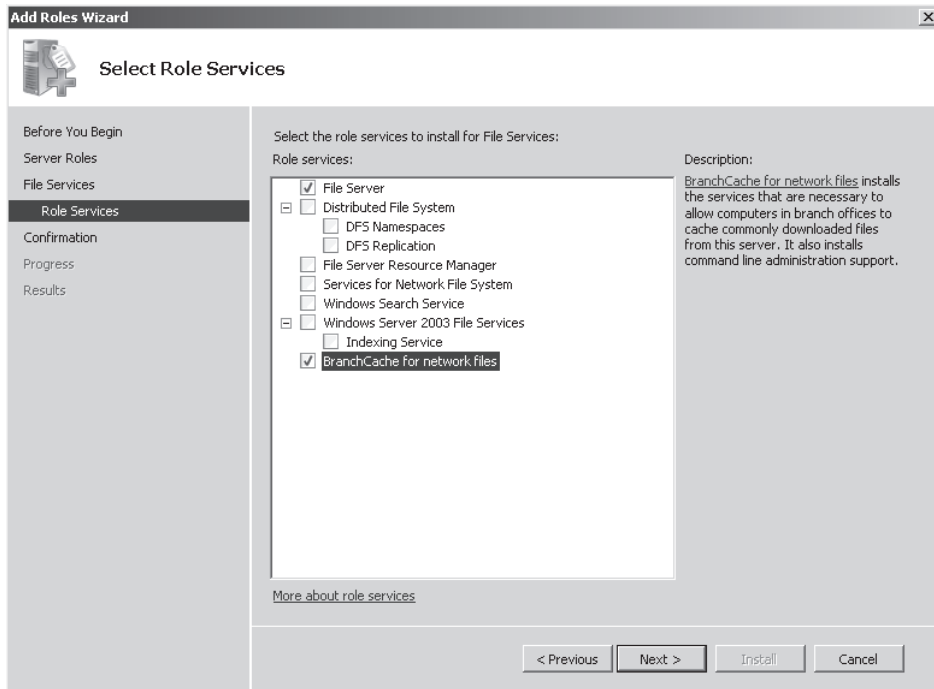 Add Roles Wizard
Select Role Services
Before You Begin
Server Roles
File Services
Role Services
Confirmation
Progress
Results
Select the role services to install for File Services:
Role services:
File Server
Distributed File System
DFS Namespaces
DFS Replication
File Server Resource Manager
Services for Network File System
Windows Search Service
Windows Server 2003 File Services
Indexing Service
BranchCache for network files
More about role services
Description:
BranchCache for network files installs
the services that are necessary to
allow computers in branch offices to
cache commonly downloaded files
from this server. It also installs
command line administration support.
< Previous
Next >
Install
Cancel